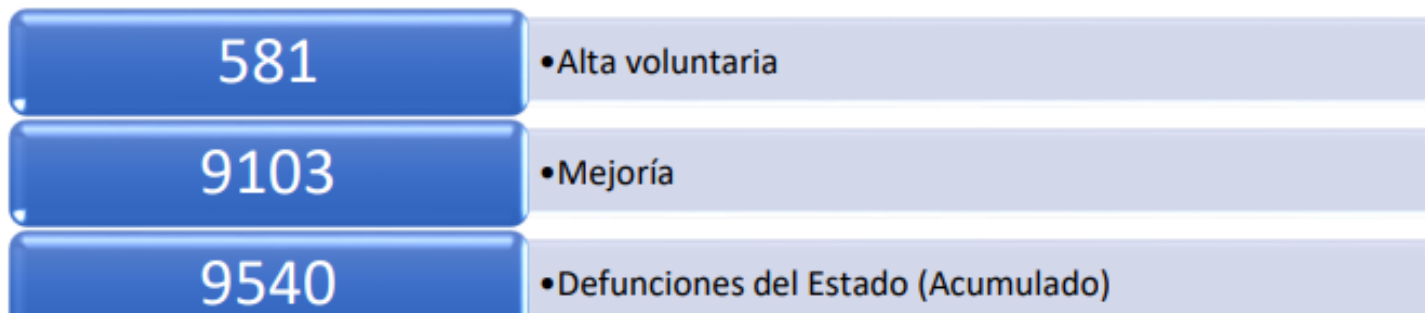 581
•Alta voluntaria
9103
•Mejoría
9540
•Defunciones del Estado (Acumulado)